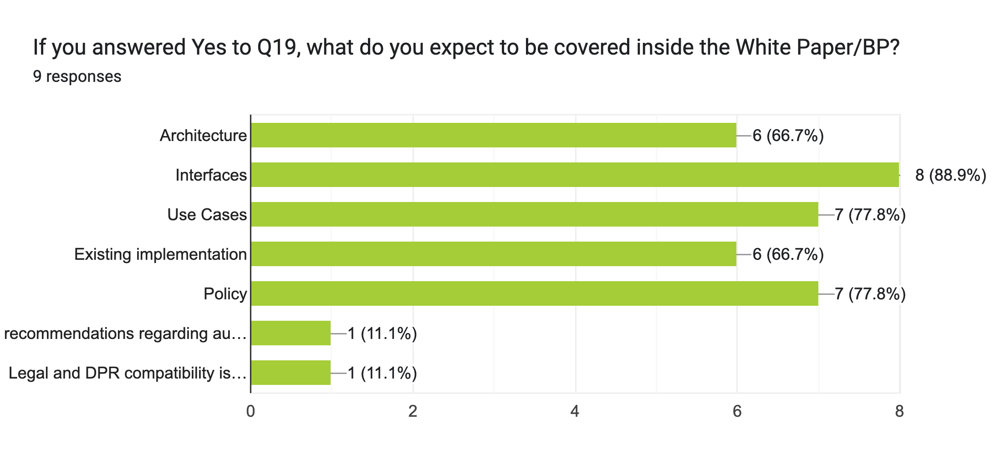 If you answered Yes to Q19, what do you expect to be covered inside the White Paper/BP?
9 responses
Architecture 6 (66.7%)
Interfaces 8 (88.9%)
Use Cases 7 (77.8%)
Existing implementation 6 (66.7%)
Policy 7 (77.8%)
recommendations regarding au… 1 (11.1%)
Legal and DPR compatibility is… 1 (11.1%)
0 2 4 6 8